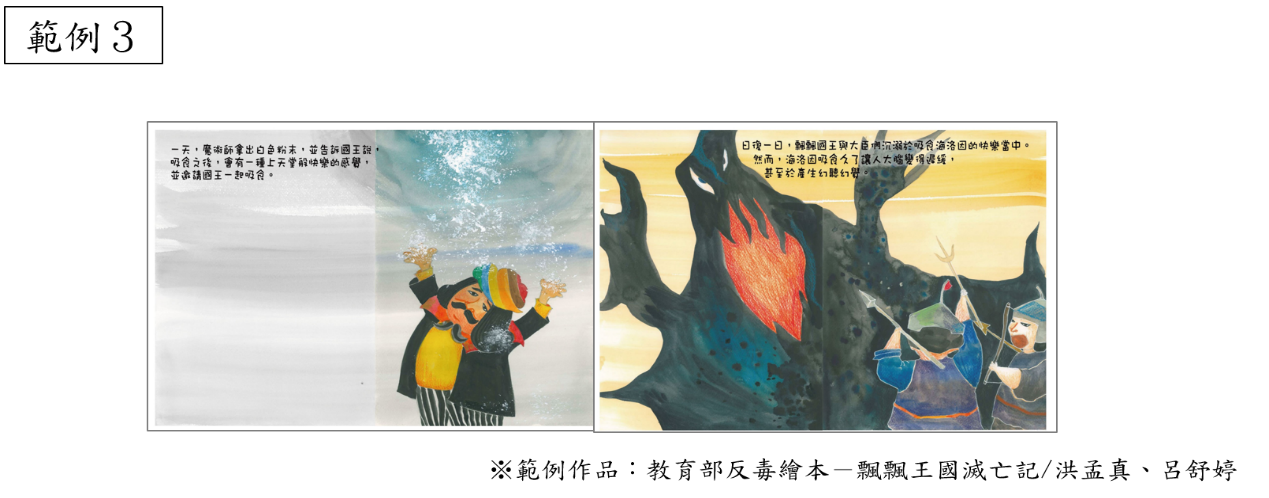 範例3
一天，魔術師拿出白色粉末，並告訴國王說，
吸食之後，會有一種上天堂般快樂的感覺，
並邀請國王一起吸食。
日復一日，飄飄國王與大臣們沉溺於吸食海洛因的快樂當中。
然而，海洛因吸食久了讓人大腦變得遲緩，
甚至於產生幻聽幻覺。
※範例作品：教育部反毒繪本－飄飄王國滅亡記/洪孟真、呂舒婷